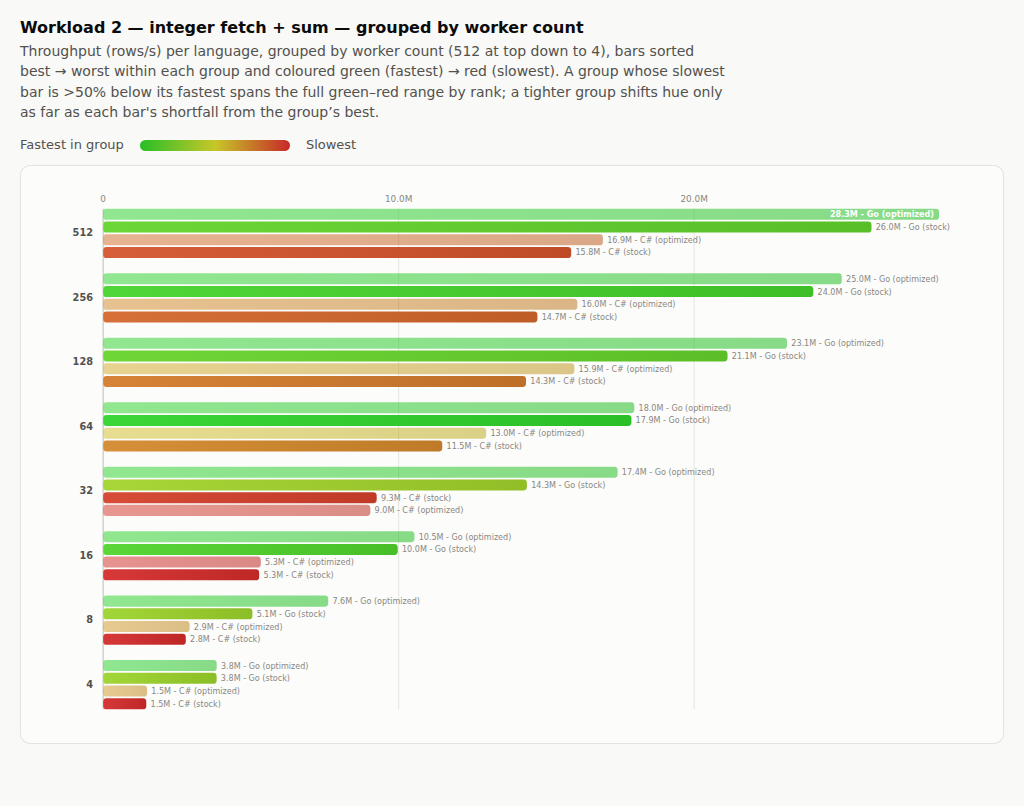 Workload 2 — integer fetch + sum — grouped by worker count
Throughput (rows/s) per language, grouped by worker count (512 at top down to 4), bars sorted
best → worst within each group and coloured green (fastest) → red (slowest). A group whose slowest
bar is >50% below its fastest spans the full green–red range by rank; a tighter group shifts hue only
as far as each bar's shortfall from the group’s best.
Fastest in group Slowest
0 10.0M 20.0M
28.3M - Go (optimized)
26.0M - Go (stock)
512
16.9M - C# (optimized)
15.8M - C# (stock)
25.0M - Go (optimized)
24.0M - Go (stock)
256
16.0M - C# (optimized)
14.7M - C# (stock)
23.1M - Go (optimized)
21.1M - Go (stock)
128
15.9M - C# (optimized)
14.3M - C# (stock)
18.0M - Go (optimized)
17.9M - Go (stock)
64
13.0M - C# (optimized)
11.5M - C# (stock)
17.4M - Go (optimized)
14.3M - Go (stock)
32
9.3M - C# (stock)
9.0M - C# (optimized)
10.5M - Go (optimized)
10.0M - Go (stock)
16
5.3M - C# (optimized)
5.3M - C# (stock)
7.6M - Go (optimized)
5.1M - Go (stock)
8
2.9M - C# (optimized)
2.8M - C# (stock)
3.8M - Go (optimized)
3.8M - Go (stock)
4
1.5M - C# (optimized)
1.5M - C# (stock)